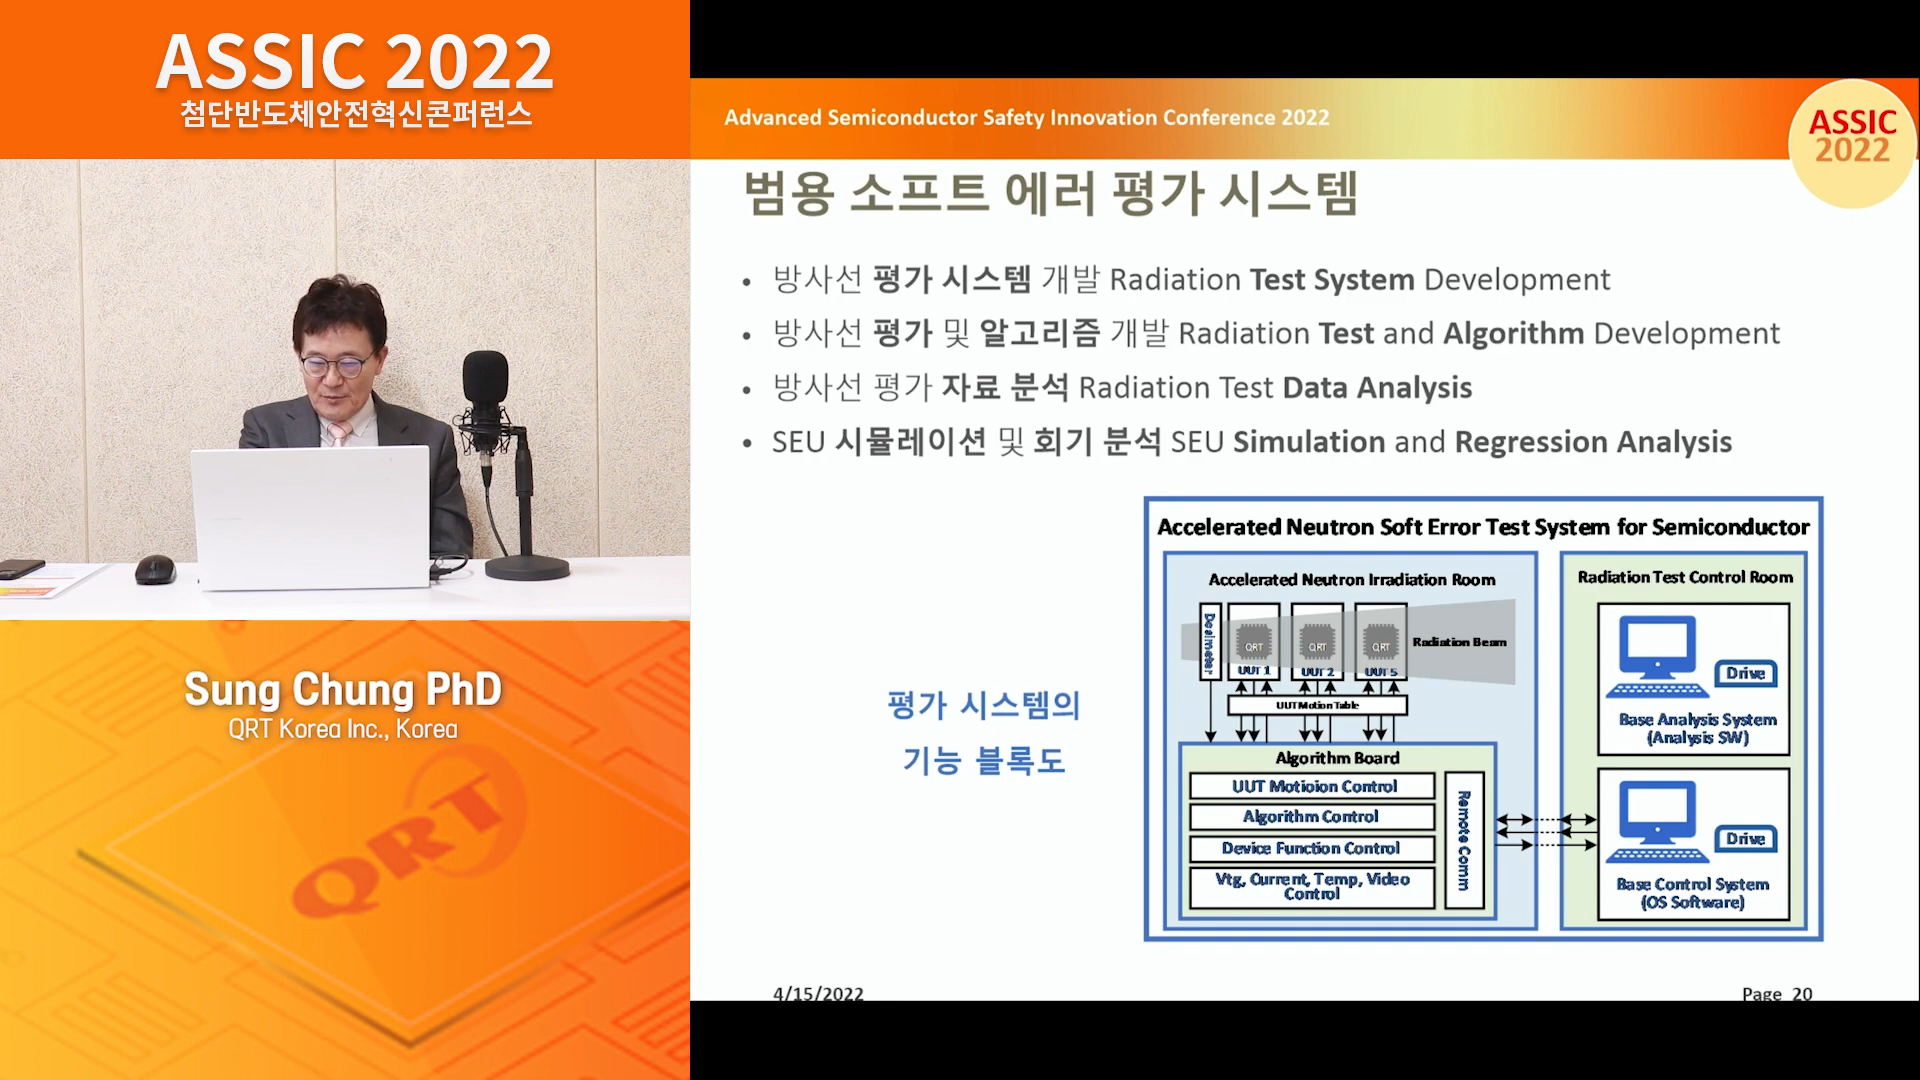 ASSIC 2022
첨단반도체안전혁신콘퍼런스
Sung Chung PhD
QRT Korea Inc., Korea
QRT
Advanced Semiconductor Safety Innovation Conference 2022
ASSIC
2022
범용 소프트 에러 평가 시스템
• 방사선 평가 시스템 개발 Radiation Test System Development
• 방사선 평가 및 알고리즘 개발 Radiation Test and Algorithm Development
• 방사선 평가 자료 분석 Radiation Test Data Analysis
• SEU 시뮬레이션 및 회기 분석 SEU Simulation and Regression Analysis
평가 시스템의
기능 블록도
Accelerated Neutron Soft Error Test System for Semiconductor
Accelerated Neutron Irradiation Room
Dosimeter
QRT
UUT 1
QRT
UUT 2
QRT
UUT 5
Radiation Beam
UUT Motion Table
Algorithm Board
UUT Motioion Control
Algorithm Control
Device Function Control
Vtg, Current, Temp, Video
Control
Remote Comm
Radiation Test Control Room
Drive
Base Analysis System
(Analysis SW)
Drive
Base Control System
(OS Software)
4/15/2022
Page 20